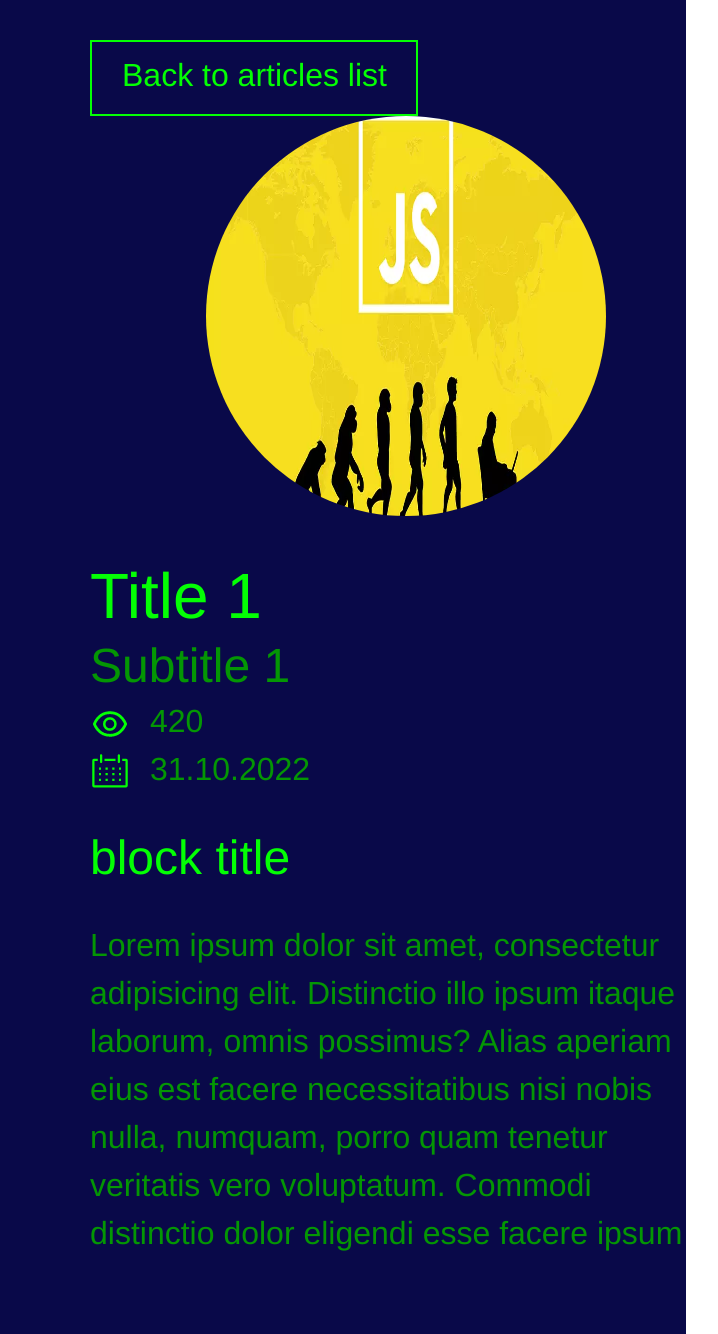 Back to articles list
JS
Title 1
Subtitle 1
420
31.10.2022
block title
Lorem ipsum dolor sit amet, consectetur
adipisicing elit. Distinctio illo ipsum itaque
laborum, omnis possimus? Alias aperiam
eius est facere necessitatibus nisi nobis
nulla, numquam, porro quam tenetur
veritatis vero voluptatum. Commodi
distinctio dolor eligendi esse facere ipsum